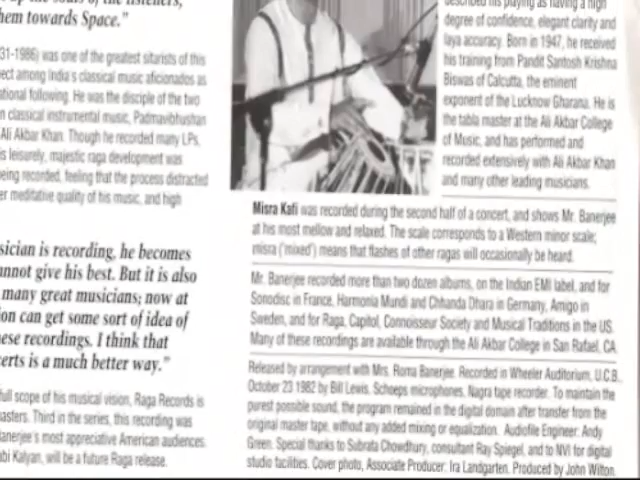 hem towards Space."
31-1986) was one of the greatest sitarists of this
ect among India's classical music aficionados as
ational following. He was the disciple of the two
n classical instrumental music, Padmavibhushan
Ali Akbar Khan. Though he recorded many LPs,
is leisurely, majestic raga development was
eing recorded, feeling that the process distracted
er meditative quality of his music, and high
sician is recording, he becomes
annot give his best. But it is also
many great musicians; now at
ion can get some sort of idea of
ese recordings. I think that
erts is a much better way."
full scope of his musical vision, Raga Records is
asters. Third in the series, this recording was
anerjee's most appreciative American audiences.
abi Kalyan, will be a future Raga release.
described his playing as having a high
degree of confidence, elegant clarity and
laya accuracy. Born in 1947, he received
his training from Pandit Santosh Krishna
Biswas of Calcutta, the eminent
exponent of the Lucknow Gharana. He is
the tabla master at the Ali Akbar College
of Music, and has performed and
recorded extensively with Ali Akbar Khan
and many other leading musicians.
Misra Kafi was recorded during the second half of a concert, and shows Mr. Banerjee
at his most mellow and relaxed. The scale corresponds to a Western minor scale;
misra ('mixed') means that flashes of other ragas will occasionally be heard.
Mr. Banerjee recorded more than two dozen albums, on the Indian EMI label, and for
Sonodisc in France, Harmonia Mundi and Chhanda Dhara in Germany, Amigo in
Sweden, and for Raga, Capitol, Connoisseur Society and Musical Traditions in the US.
Many of these recordings are available through the Ali Akbar College in San Rafael, CA.
Released by arrangement with Mrs. Roma Banerjee. Recorded in Wheeler Auditorium, U.C.B.,
October 23 1982 by Bill Lewis. Schoeps microphones, Nagra tape recorder. To maintain the
purest possible sound, the program remained in the digital domain after transfer from the
original master tape, without any added mixing or equalization. Audiofile Engineer: Andy
Green. Special thanks to Subrata Chowdhury, consultant Ray Spiegel, and to NVI for digital
studio facilities. Cover photo, Associate Producer: Ira Landgarten. Produced by John Wilton.